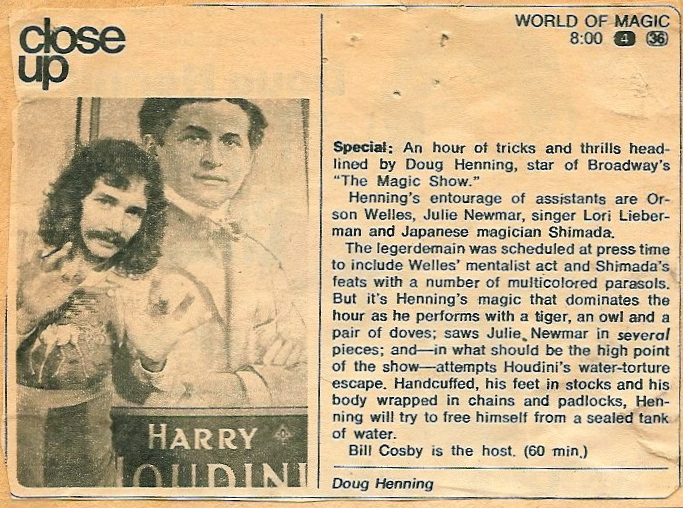 close
up
WORLD OF MAGIC
8:00 4 36
Special: An hour of tricks and thrills head-
lined by Doug Henning, star of Broadway's
"The Magic Show."
Henning's entourage of assistants are Or-
son Welles, Julie Newmar, singer Lori Lieber-
man and Japanese magician Shimada.
The legerdemain was scheduled at press time
to include Welles' mentalist act and Shimada's
feats with a number of multicolored parasols.
But it's Henning's magic that dominates the
hour as he performs with a tiger, an owl and a
pair of doves; saws Julie Newmar in several
pieces; and—in what should be the high point
of the show—attempts Houdini's water-torture
escape. Handcuffed, his feet in stocks and his
body wrapped in chains and padlocks, Hen-
ning will try to free himself from a sealed tank
of water.
Bill Cosby is the host. (60 min.)
Doug Henning
HARRY
HOUDINI